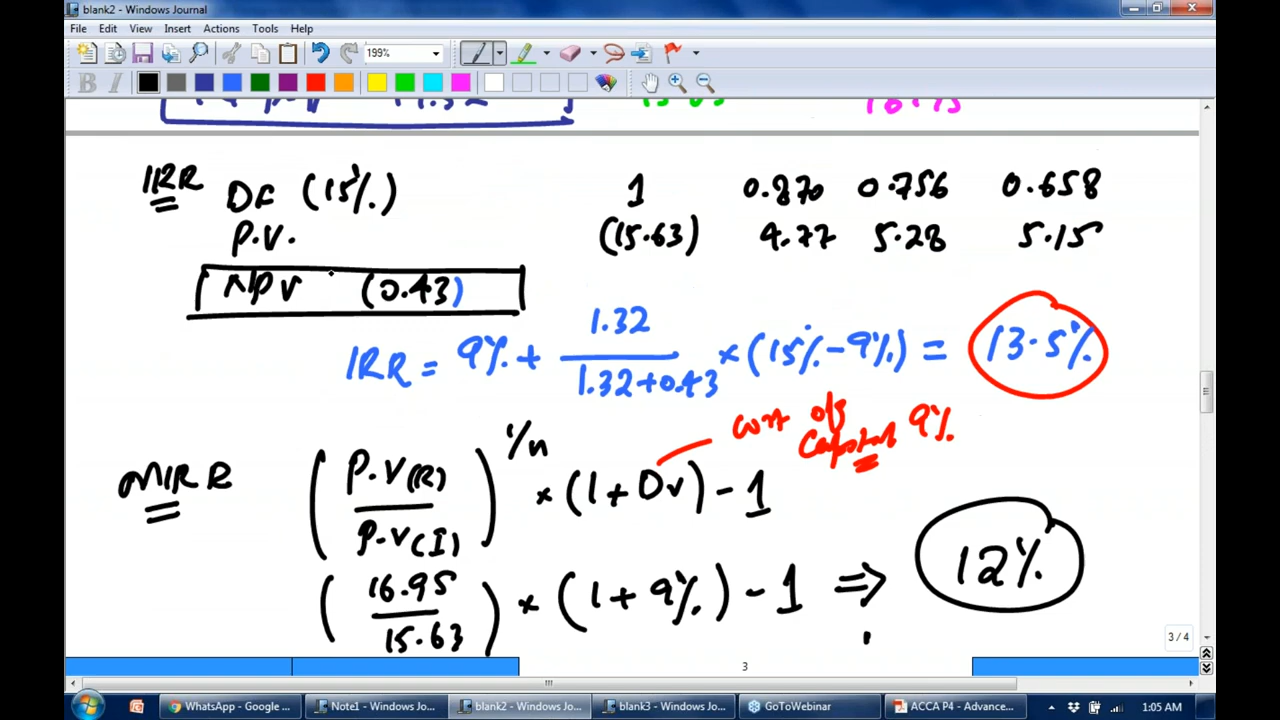 blank2 - Windows Journal
File Edit View Insert Actions Tools Help
199%
B I
IRR DF (15%) 1 0.870 0.756 0.658
P.V. (15.63) 4.77 5.28 5.15
NPV (0.43)
IRR = 9% + 1.32 / 1.32+0.43 × (15%-9%) = 13.5%
cost of capital 9%
MIRR (P.V(R) / P.V(I))^1/n × (1+Dr) - 1
(16.95 / 15.63) × (1+9%) - 1 ⇒ 12%
3 / 4
3
WhatsApp - Google ... Note1 - Windows Jo... blank2 - Windows Jo... blank3 - Windows Jo... GoToWebinar ACCA P4 - Advance... 1:05 AM